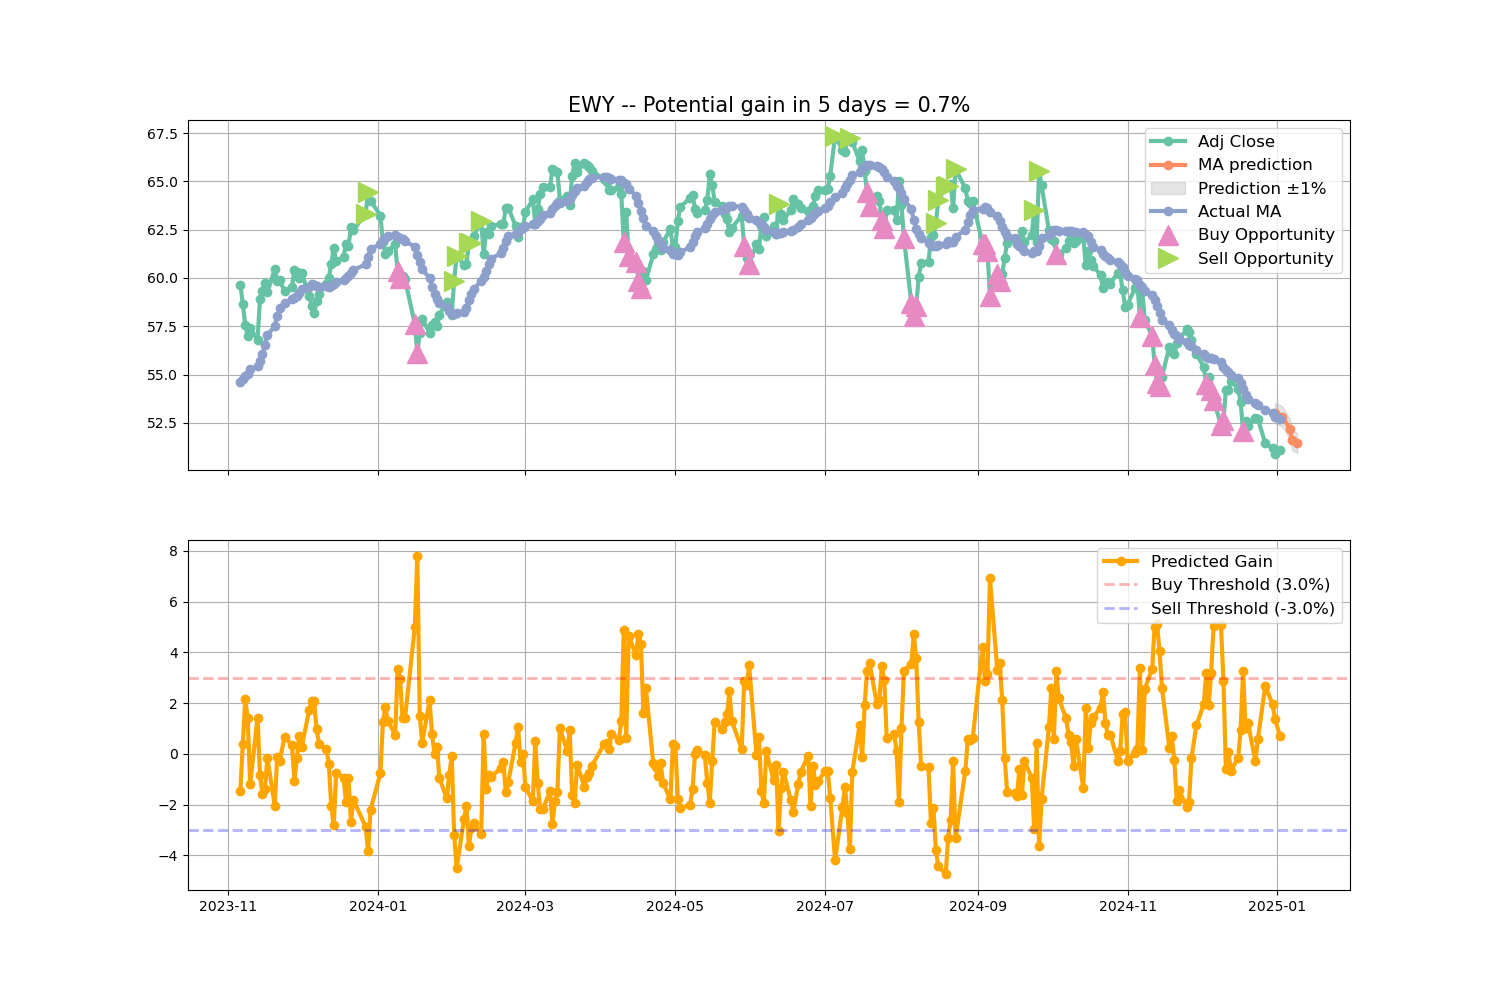 EWY -- Potential gain in 5 days = 0.7%
67.5
65.0
62.5
60.0
57.5
55.0
52.5
Adj Close
MA prediction
Prediction ±1%
Actual MA
Buy Opportunity
Sell Opportunity
8
6
4
2
0
−2
−4
Predicted Gain
Buy Threshold (3.0%)
Sell Threshold (-3.0%)
2023-11
2024-01
2024-03
2024-05
2024-07
2024-09
2024-11
2025-01